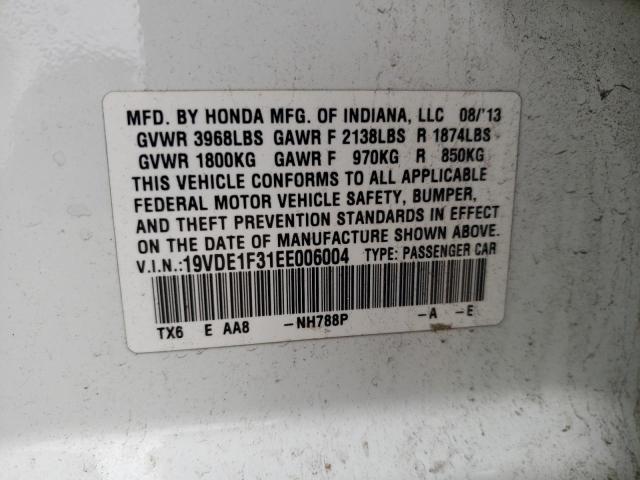 MFD. BY HONDA MFG. OF INDIANA, LLC 08/'13
GVWR 3968LBS GAWR F 2138LBS R 1874LBS
GVWR 1800KG GAWR F 970KG R 850KG
THIS VEHICLE CONFORMS TO ALL APPLICABLE
FEDERAL MOTOR VEHICLE SAFETY, BUMPER,
AND THEFT PREVENTION STANDARDS IN EFFECT
ON THE DATE OF MANUFACTURE SHOWN ABOVE.
V.I.N.:19VDE1F31EE006004 TYPE: PASSENGER CAR
TX6 E AA8 -NH788P -A -E